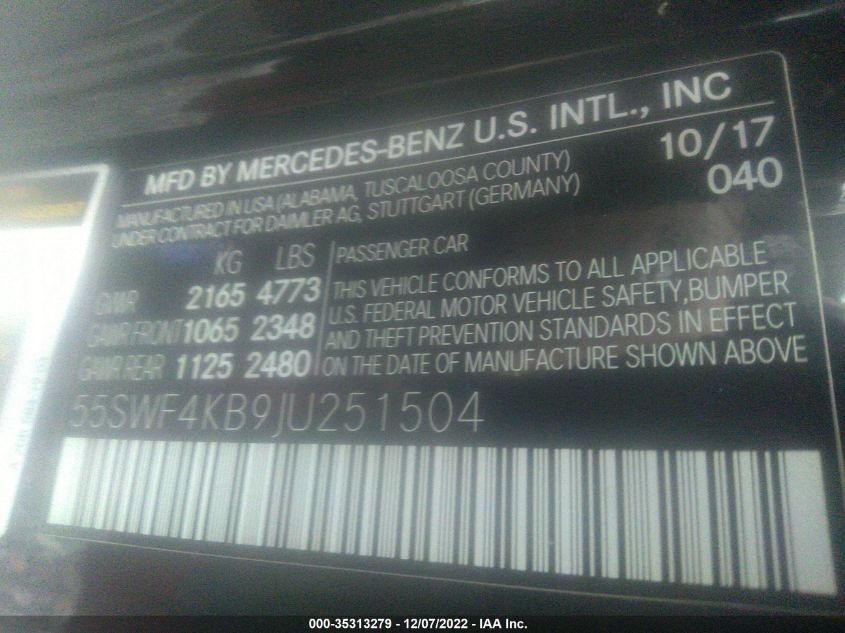 MFD BY MERCEDES-BENZ U.S. INTL., INC
MANUFACTURED IN USA (ALABAMA, TUSCALOOSA COUNTY) 10/17
UNDER CONTRACT FOR DAIMLER AG, STUTTGART (GERMANY) 040
KG LBS PASSENGER CAR
GVWR 2165 4773 THIS VEHICLE CONFORMS TO ALL APPLICABLE
GAWR FRONT 1065 2348 U.S. FEDERAL MOTOR VEHICLE SAFETY, BUMPER
AND THEFT PREVENTION STANDARDS IN EFFECT
GAWR REAR 1125 2480 ON THE DATE OF MANUFACTURE SHOWN ABOVE
55SWF4KB9JU251504
000-35313279 - 12/07/2022 - IAA Inc.